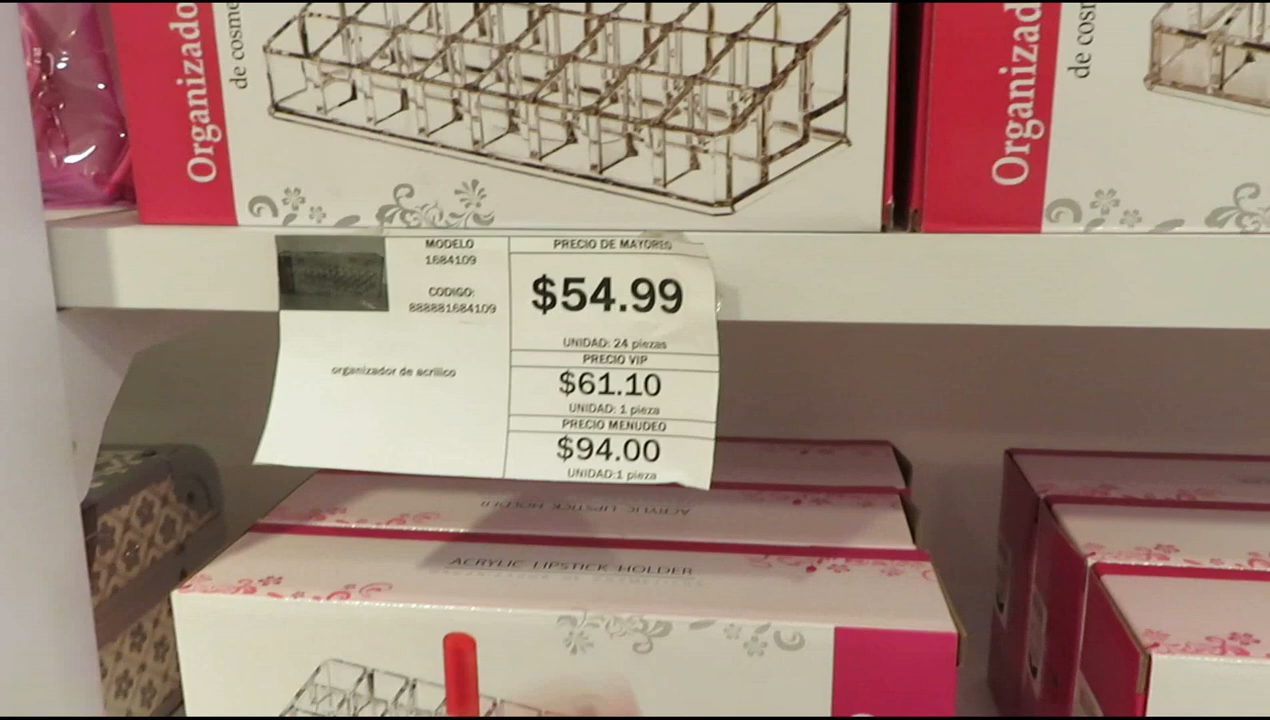 Organizado
de cosme
Organizad
de cosr
MODELO
1684109
CODIGO:
888881684109
organizador de acrilico
PRECIO DE MAYOREO
$54.99
UNIDAD: 24 piezas
PRECIO VIP
$61.10
UNIDAD: 1 pieza
PRECIO MENUDEO
$94.00
UNIDAD:1 pieza
ACRYLIC LIPSTICK HOLDER
ACRYLIC LIPSTICK HOLDER